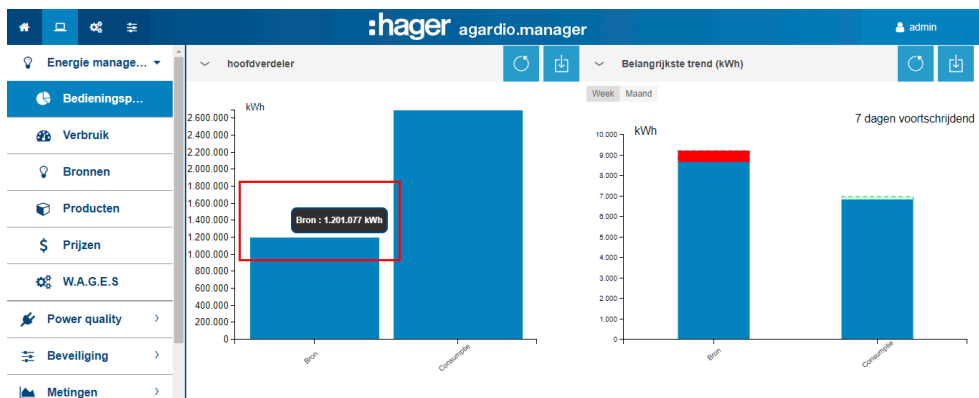 :hager agardio.manager
admin
Energie manage...
Bedieningsp...
Verbruik
Bronnen
Producten
Prijzen
W.A.G.E.S
Power quality
Beveiliging
Metingen
hoofdverdeler
kWh
2.600.000
2.400.000
2.200.000
2.000.000
1.800.000
1.600.000
1.400.000
1.200.000
1.000.000
800.000
600.000
400.000
200.000
0
Bron : 1.201.077 kWh
Bron
Consumptie
Belangrijkste trend (kWh)
Week Maand
7 dagen voortschrijdend
kWh
10.000
9.000
8.000
7.000
6.000
5.000
4.000
3.000
2.000
1.000
0
Bron
Consumptie